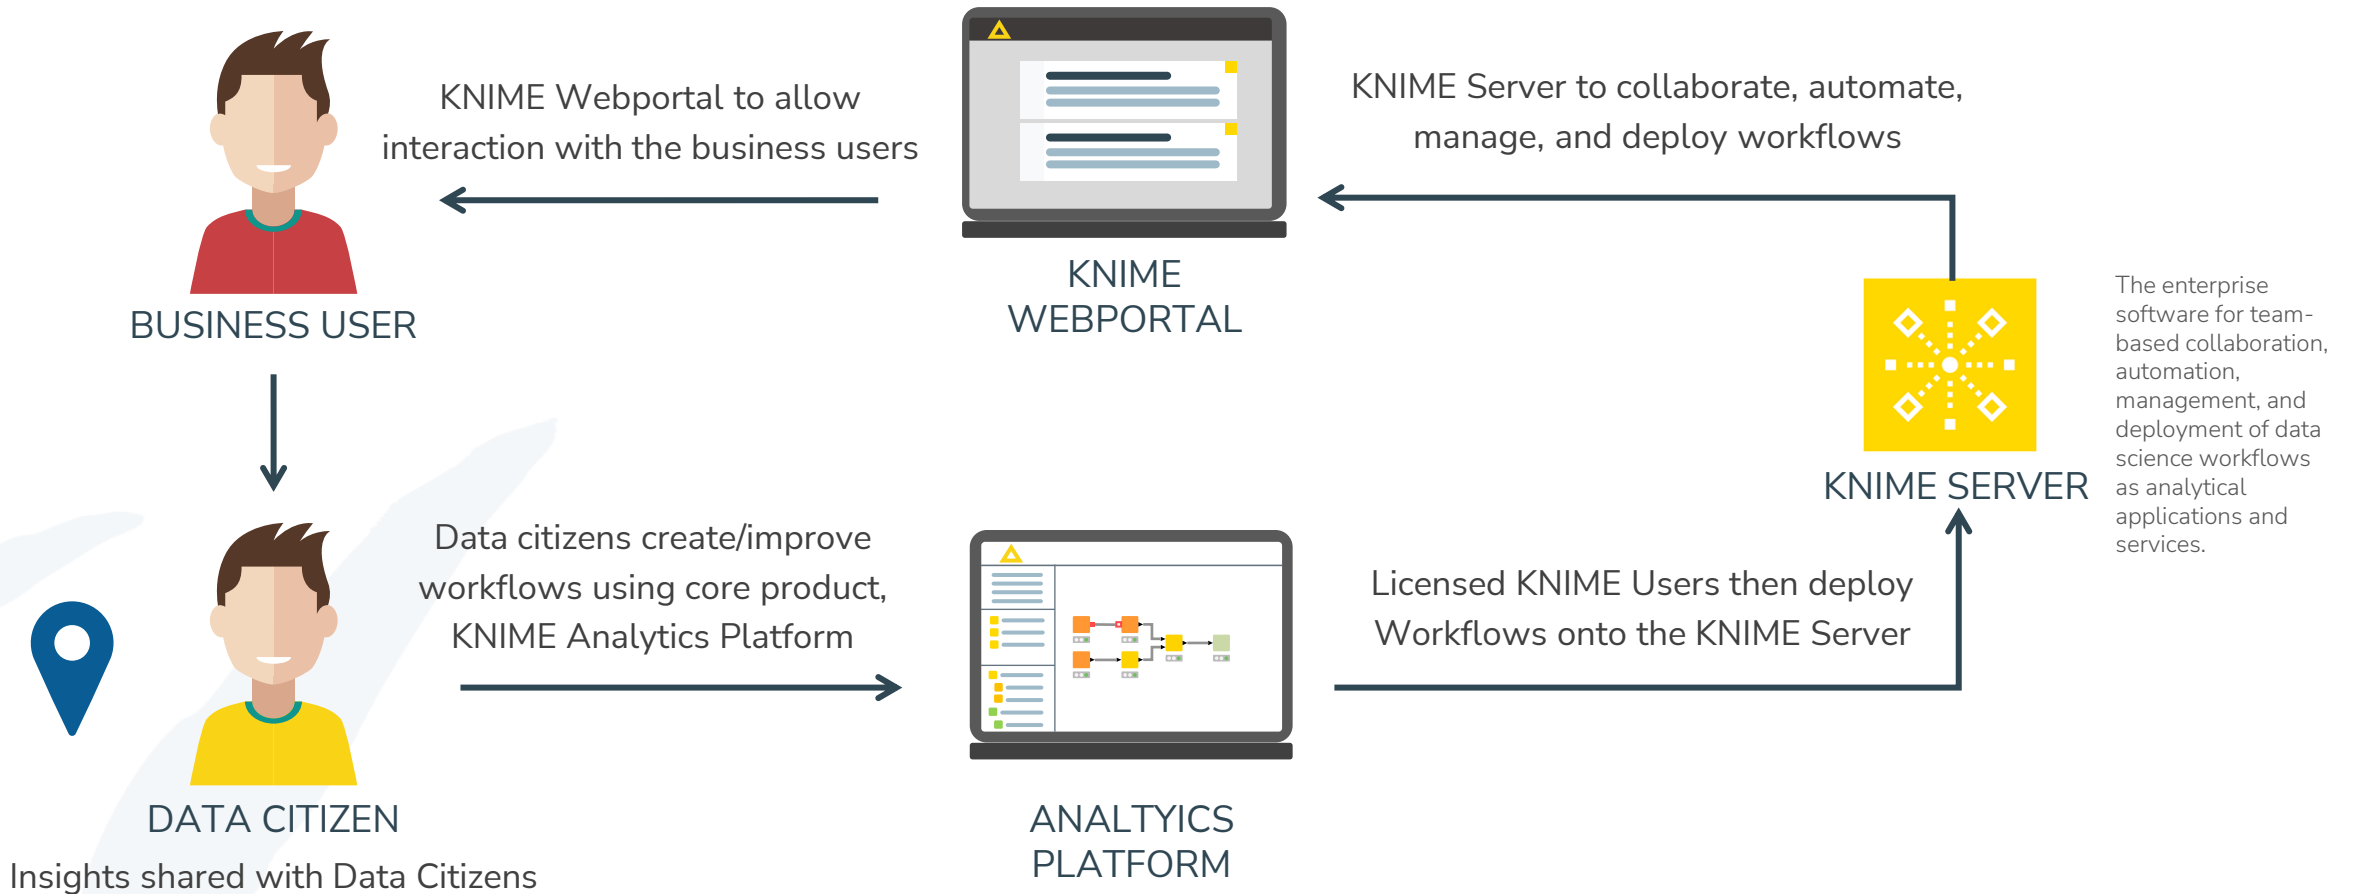 KNIME Webportal to allow
interaction with the business users
KNIME Server to collaborate, automate,
manage, and deploy workflows
BUSINESS USER
KNIME
WEBPORTAL
The enterprise
software for team-
based collaboration,
automation,
management, and
deployment of data
science workflows
as analytical
applications and
services.
KNIME SERVER
Data citizens create/improve
workflows using core product,
KNIME Analytics Platform
Licensed KNIME Users then deploy
Workflows onto the KNIME Server
DATA CITIZEN
Insights shared with Data Citizens
ANALTYICS
PLATFORM